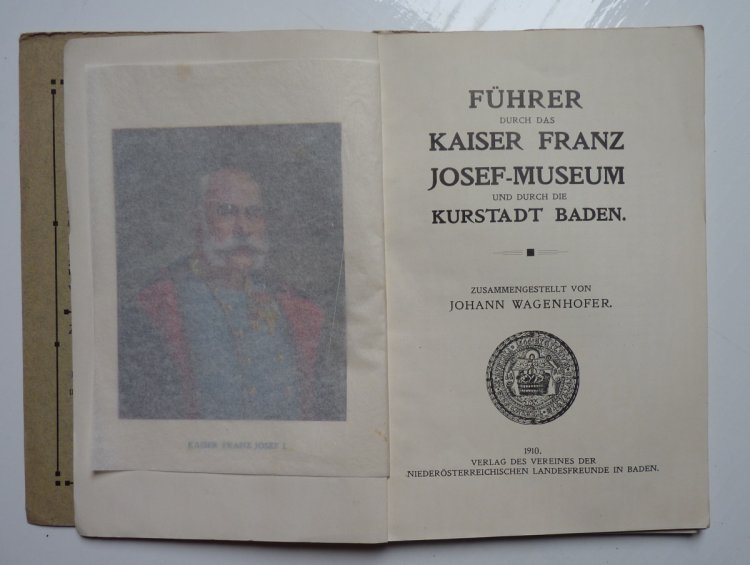 KAISER FRANZ JOSEF I.
FÜHRER
DURCH DAS
KAISER FRANZ
JOSEF-MUSEUM
UND DURCH DIE
KURSTADT BADEN.
ZUSAMMENGESTELLT VON
JOHANN WAGENHOFER.
1910.
VERLAG DES VEREINES DER
NIEDERÖSTERREICHISCHEN LANDESFREUNDE IN BADEN.